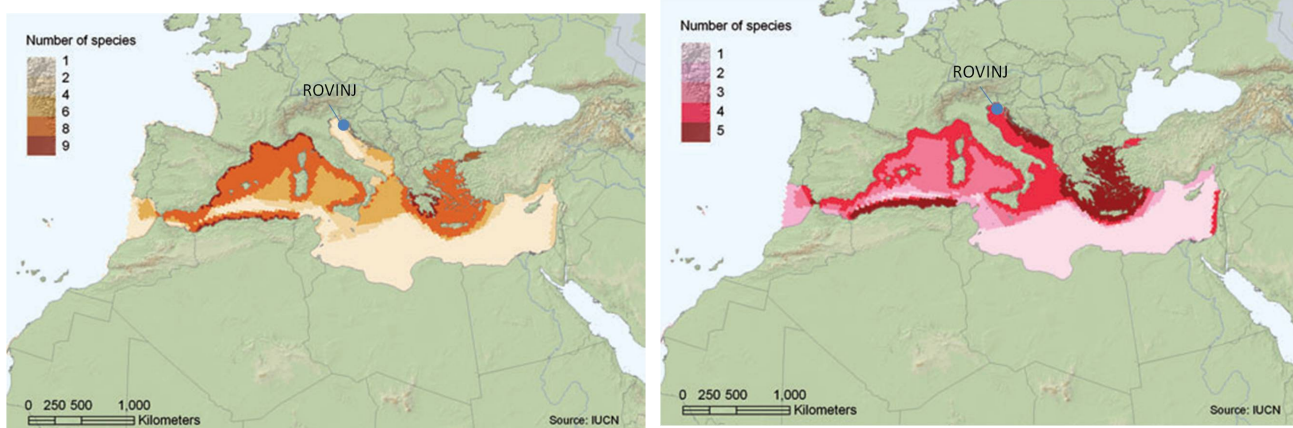 Number of species
1
2
4
6
8
9
ROVINJ
0 250 500 1,000
Kilometers
Source: IUCN
Number of species
1
2
3
4
5
ROVINJ
0 250 500 1,000
Kilometers
Source: IUCN